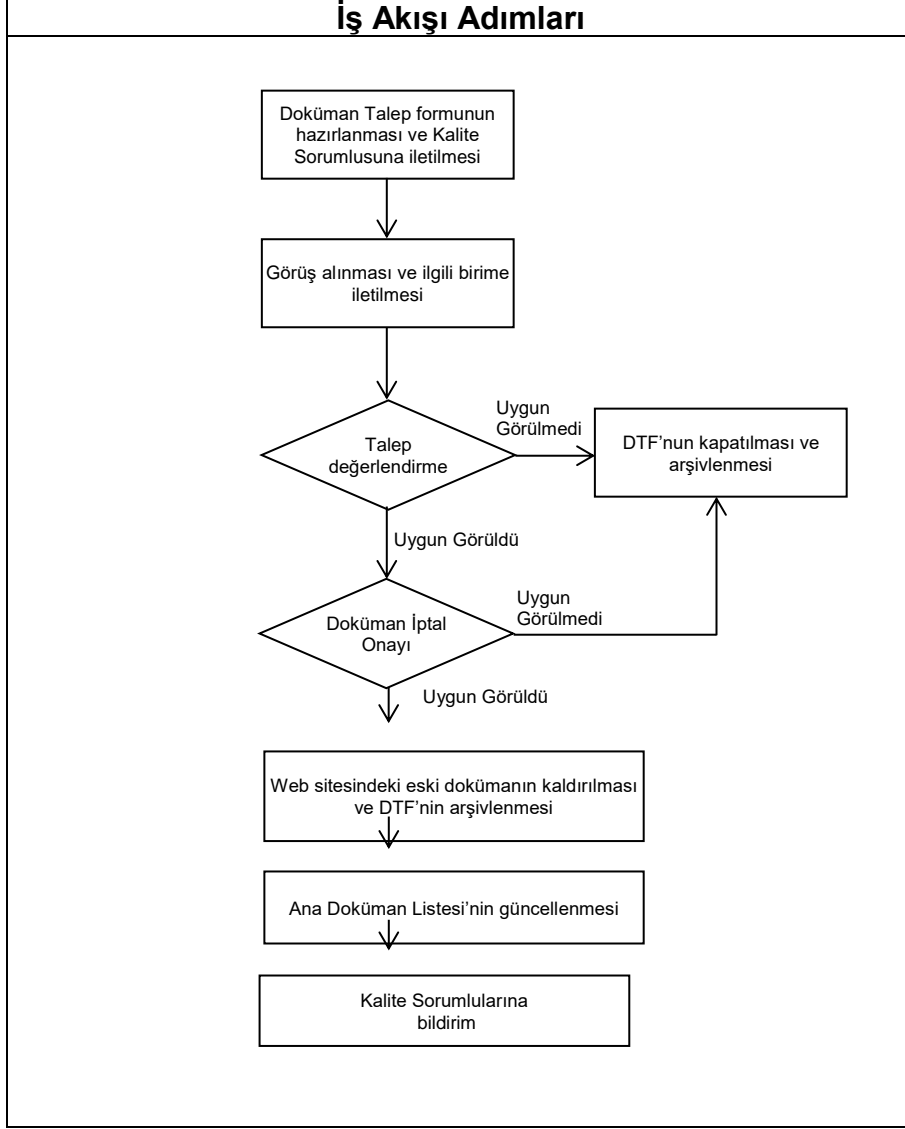 İş Akışı Adımları
Doküman Talep formunun
hazırlanması ve Kalite
Sorumlusuna iletilmesi
Görüş alınması ve ilgili birime
iletilmesi
Talep
değerlendirme
Uygun
Görülmedi
DTF’nun kapatılması ve
arşivlenmesi
Uygun Görüldü
Doküman İptal
Onayı
Uygun
Görülmedi
Uygun Görüldü
Web sitesindeki eski dokümanın kaldırılması
ve DTF’nin arşivlenmesi
Ana Doküman Listesi’nin güncellenmesi
Kalite Sorumlularına
bildirim